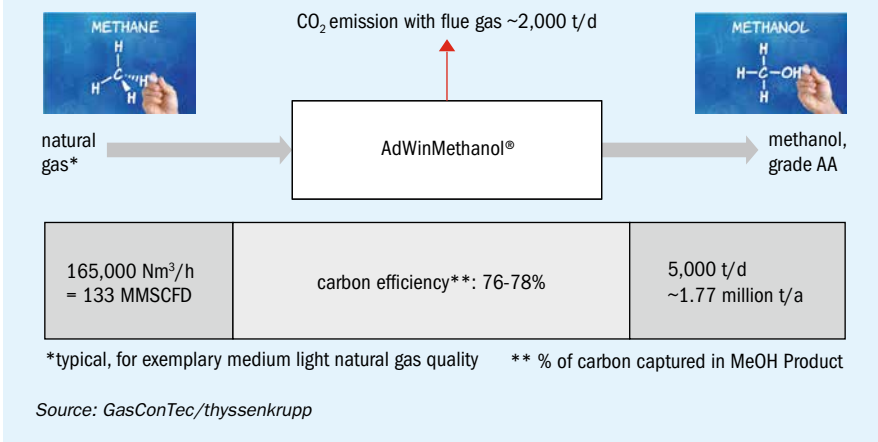 METHANE
H
H C H
H
CO2 emission with flue gas ~2,000 t/d
METHANOL
H
H–C–OH
H
natural
gas*
AdWinMethanol®
methanol,
grade AA
165,000 Nm³/h
= 133 MMSCFD
carbon efficiency**: 76-78%
5,000 t/d
~1.77 million t/a
*typical, for exemplary medium light natural gas quality
** % of carbon captured in MeOH Product
Source: GasConTec/thyssenkrupp